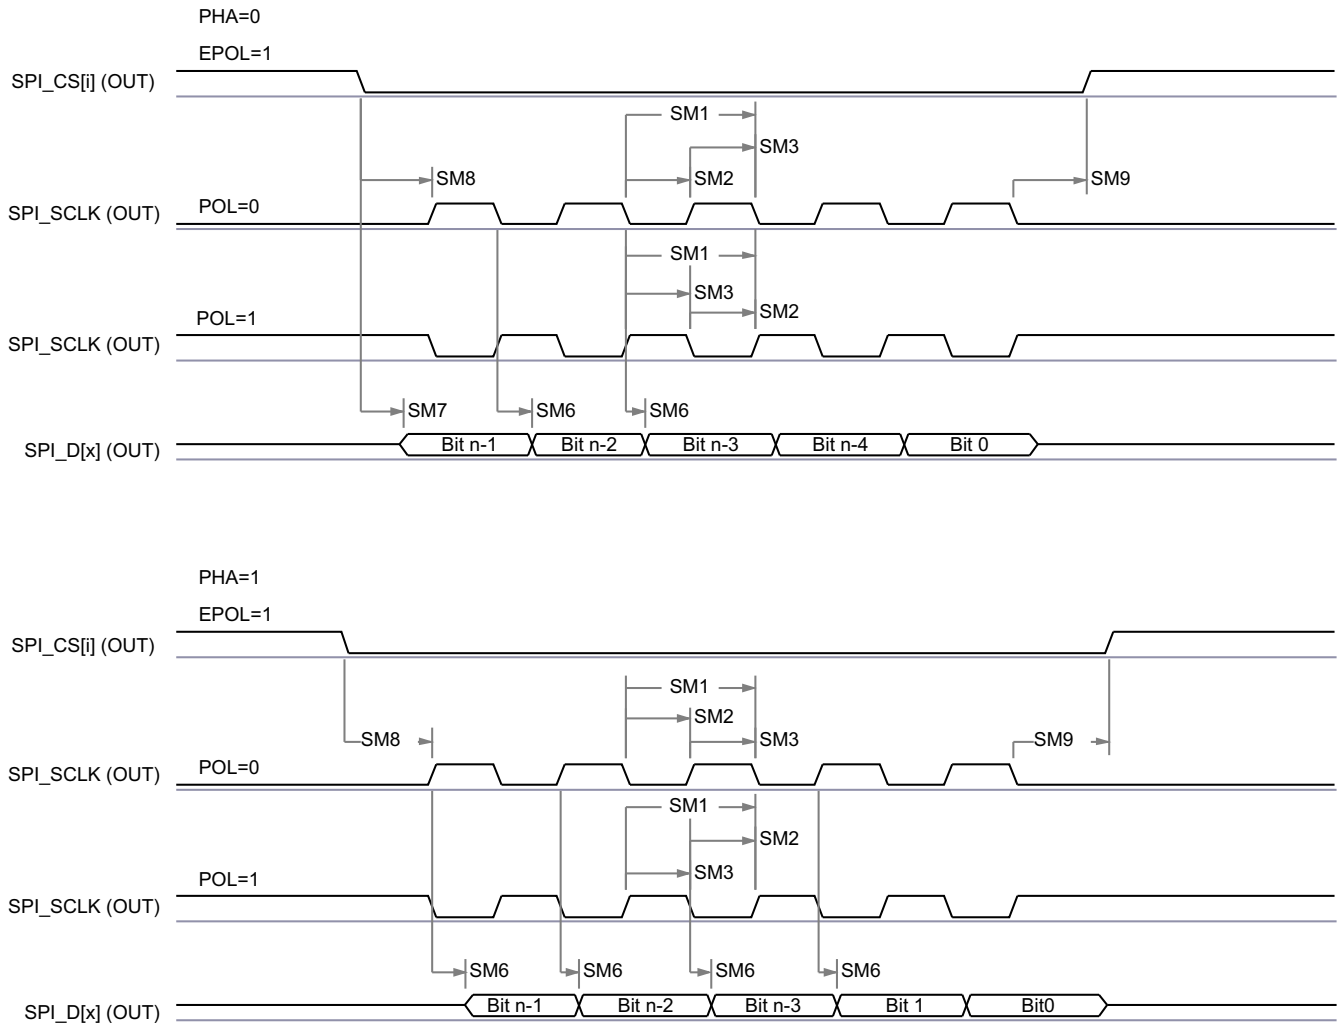 PHA=0
EPOL=1
SPI_CS[i] (OUT)
SM1
SM3
SM8
SM2
SM9
SPI_SCLK (OUT)
POL=0
SM1
SM3
SM2
POL=1
SPI_SCLK (OUT)
SM7
SM6
SM6
SPI_D[x] (OUT)
Bit n-1
Bit n-2
Bit n-3
Bit n-4
Bit 0
PHA=1
EPOL=1
SPI_CS[i] (OUT)
SM1
SM2
SM8
SM3
SM9
SPI_SCLK (OUT)
POL=0
SM1
SM2
SM3
POL=1
SPI_SCLK (OUT)
SM6
SM6
SM6
SM6
SPI_D[x] (OUT)
Bit n-1
Bit n-2
Bit n-3
Bit 1
Bit0